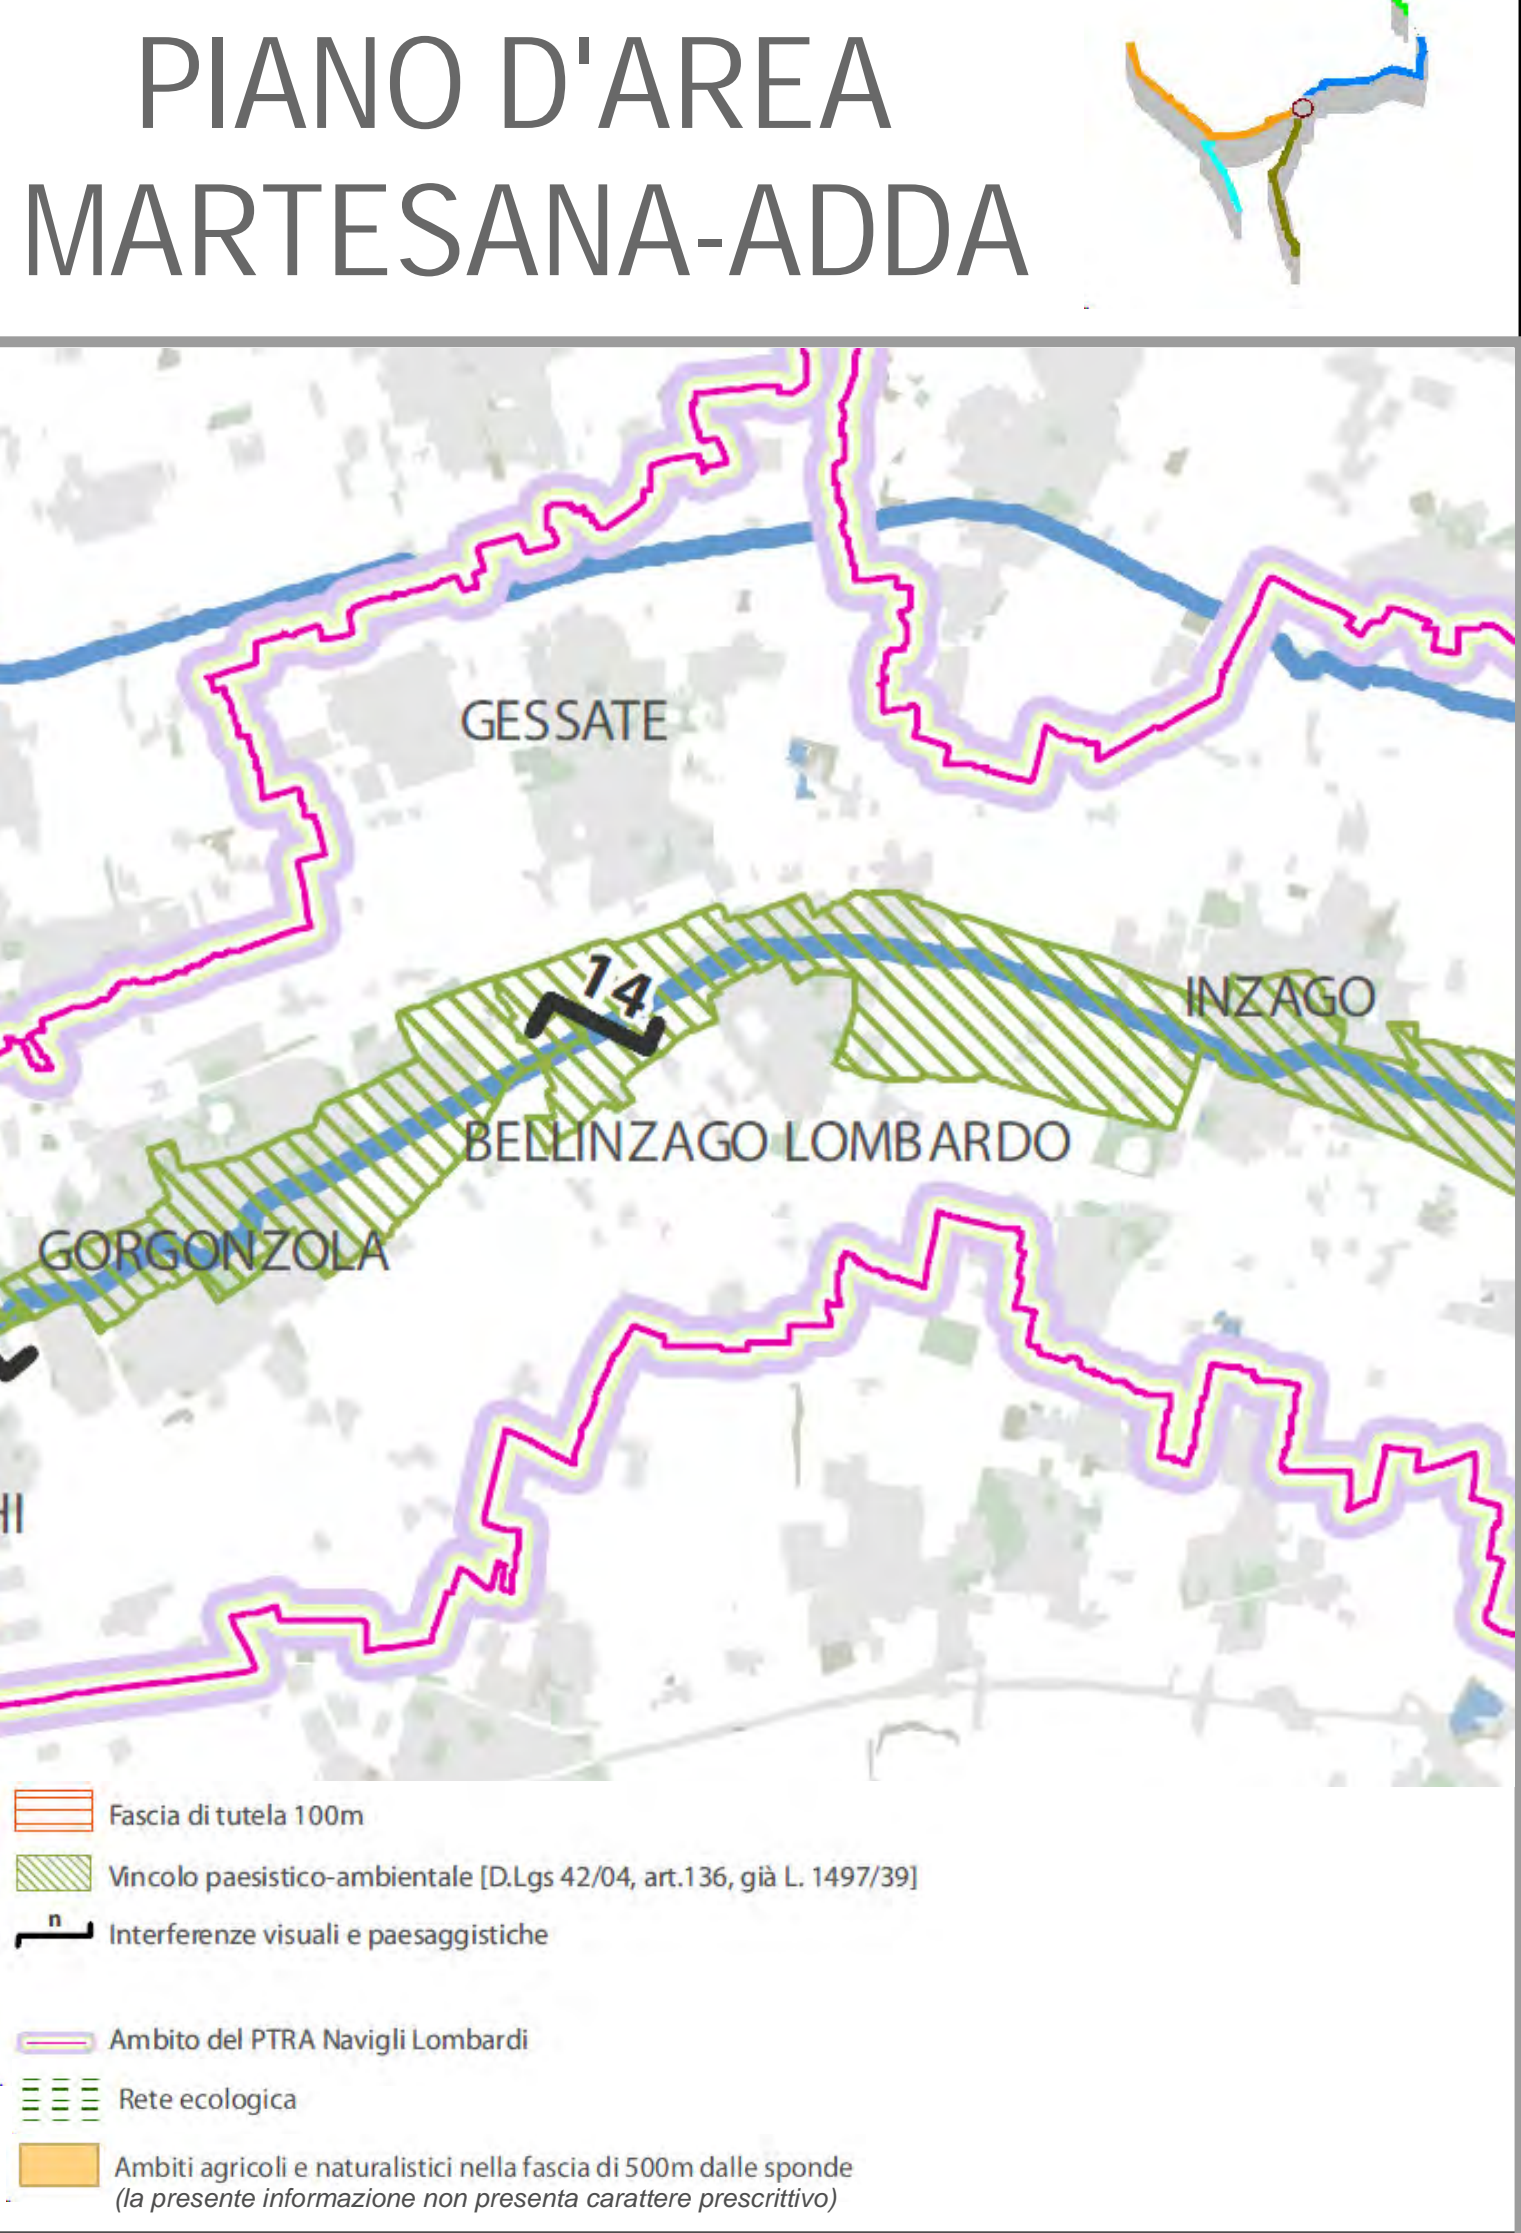 PIANO D'AREA
MARTESANA-ADDA
GESSATE
14
INZAGO
BELLINZAGO LOMBARDO
GORGONZOLA
HI
Fascia di tutela 100m
Vincolo paesistico-ambientale [D.Lgs 42/04, art.136, già L. 1497/39]
n
Interferenze visuali e paesaggistiche
Ambito del PTRA Navigli Lombardi
Rete ecologica
Ambiti agricoli e naturalistici nella fascia di 500m dalle sponde
(la presente informazione non presenta carattere prescrittivo)